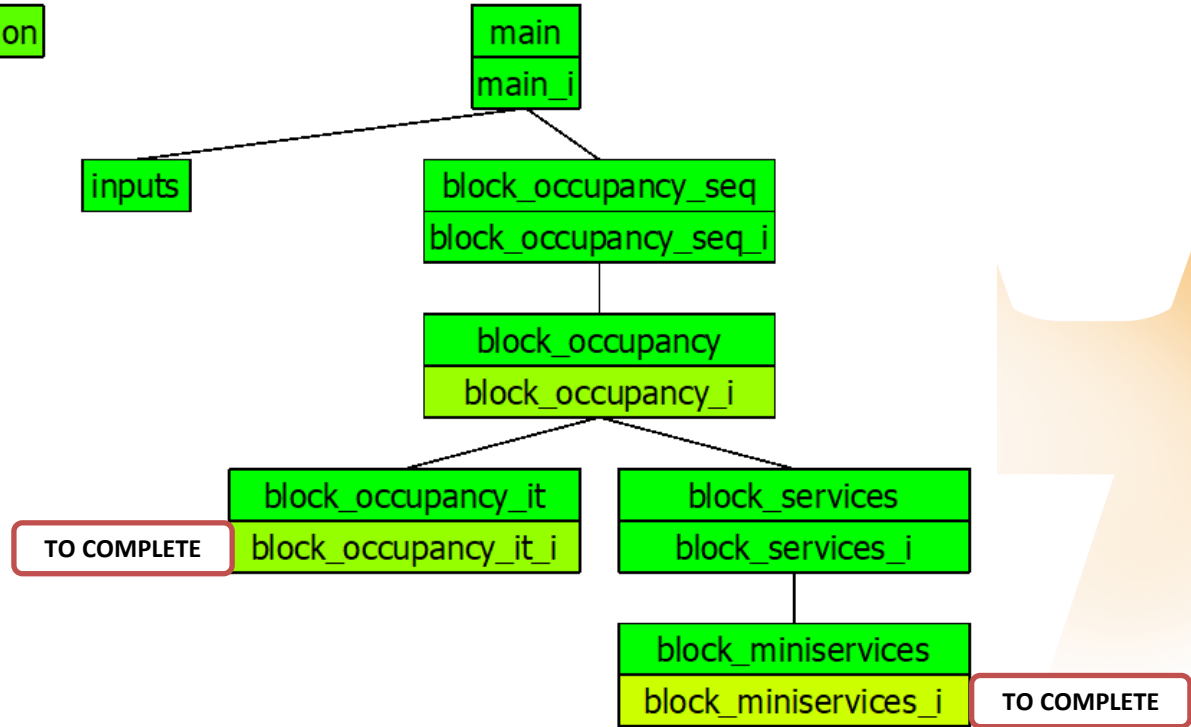 on
main
main_i
inputs
block_occupancy_seq
block_occupancy_seq_i
block_occupancy
block_occupancy_i
block_occupancy_it
block_services
TO COMPLETE
block_occupancy_it_i
block_services_i
block_miniservices
block_miniservices_i
TO COMPLETE